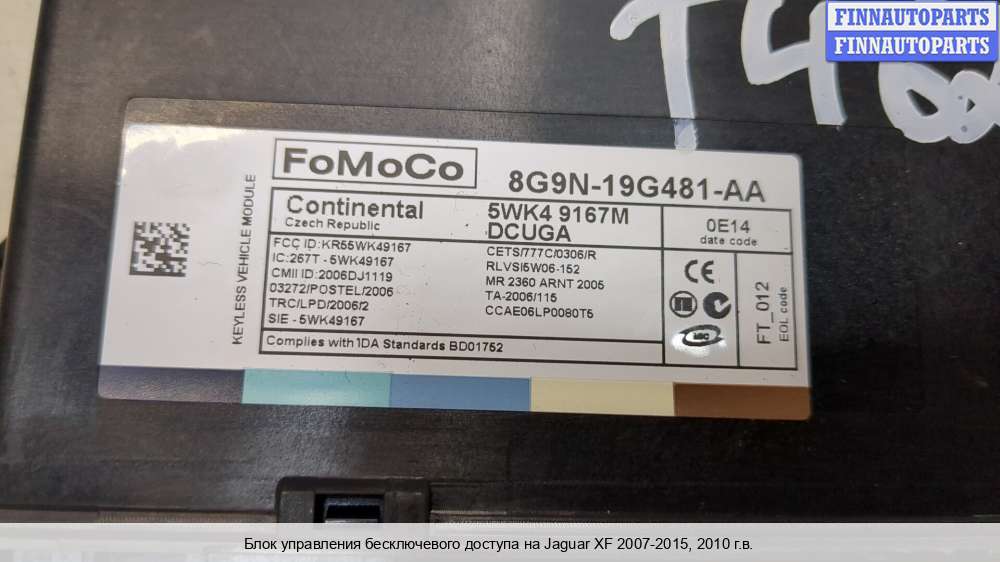 FINNAUTOPARTS
FINNAUTOPARTS
KEYLESS VEHICLE MODULE
FoMoCo
8G9N-19G481-AA
Continental
Czech Republic
5WK4 9167M
DCUGA
0E14
date code
FCC ID:KR55WK49167
IC:267T - 5WK49167
CMII ID:2006DJ1119
03272/POSTEL/2006
TRC/LPD/2006/2
SIE - 5WK49167
CETS/777C/0306/R
RLVSI5W06-152
MR 2360 ARNT 2005
TA-2006/115
CCAE06LP0080T5
CE
FT_012
EOL code
Complies with IDA Standards BD01752
Блок управления бесключевого доступа на Jaguar XF 2007-2015, 2010 г.в.